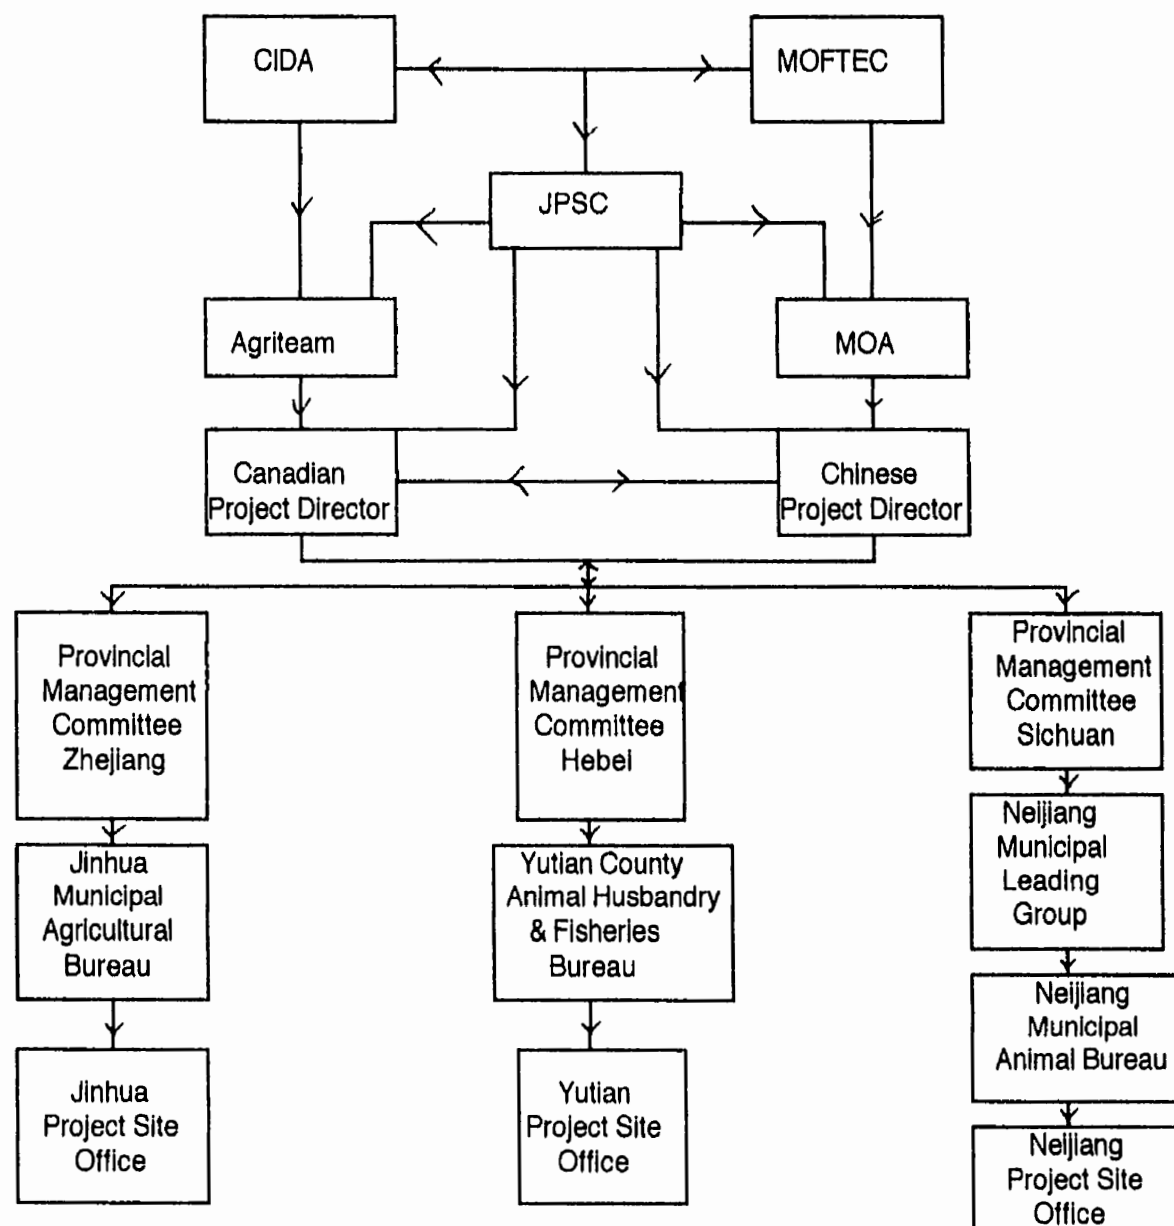 CIDA
MOFTEC
JPSC
Agriteam
MOA
Canadian
Project Director
Chinese
Project Director
Provincial
Management
Committee
Zhejiang
Provincial
Management
Committee
Hebei
Provincial
Management
Committee
Sichuan
Jinhua
Municipal
Agricultural
Bureau
Yutian County
Animal Husbandry
& Fisheries
Bureau
Neijiang
Municipal
Leading
Group
Neijiang
Municipal
Animal Bureau
Jinhua
Project Site
Office
Yutian
Project Site
Office
Neijiang
Project Site
Office